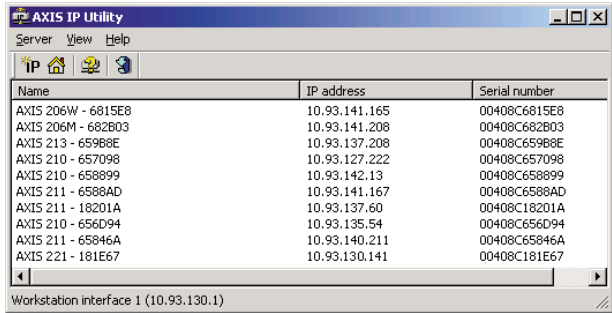 AXIS IP Utility
Server View Help
IP
Name IP address Serial number
AXIS 206W - 6815E8 10.93.141.165 00408C6815E8
AXIS 206M - 682B03 10.93.141.208 00408C682B03
AXIS 213 - 659B8E 10.93.137.208 00408C659B8E
AXIS 210 - 657098 10.93.127.222 00408C657098
AXIS 210 - 658899 10.93.142.13 00408C658899
AXIS 211 - 6588AD 10.93.141.167 00408C6588AD
AXIS 211 - 18201A 10.93.137.60 00408C18201A
AXIS 210 - 656D94 10.93.135.54 00408C656D94
AXIS 211 - 65846A 10.93.140.211 00408C65846A
AXIS 221 - 181E67 10.93.130.141 00408C181E67
Workstation interface 1 (10.93.130.1)